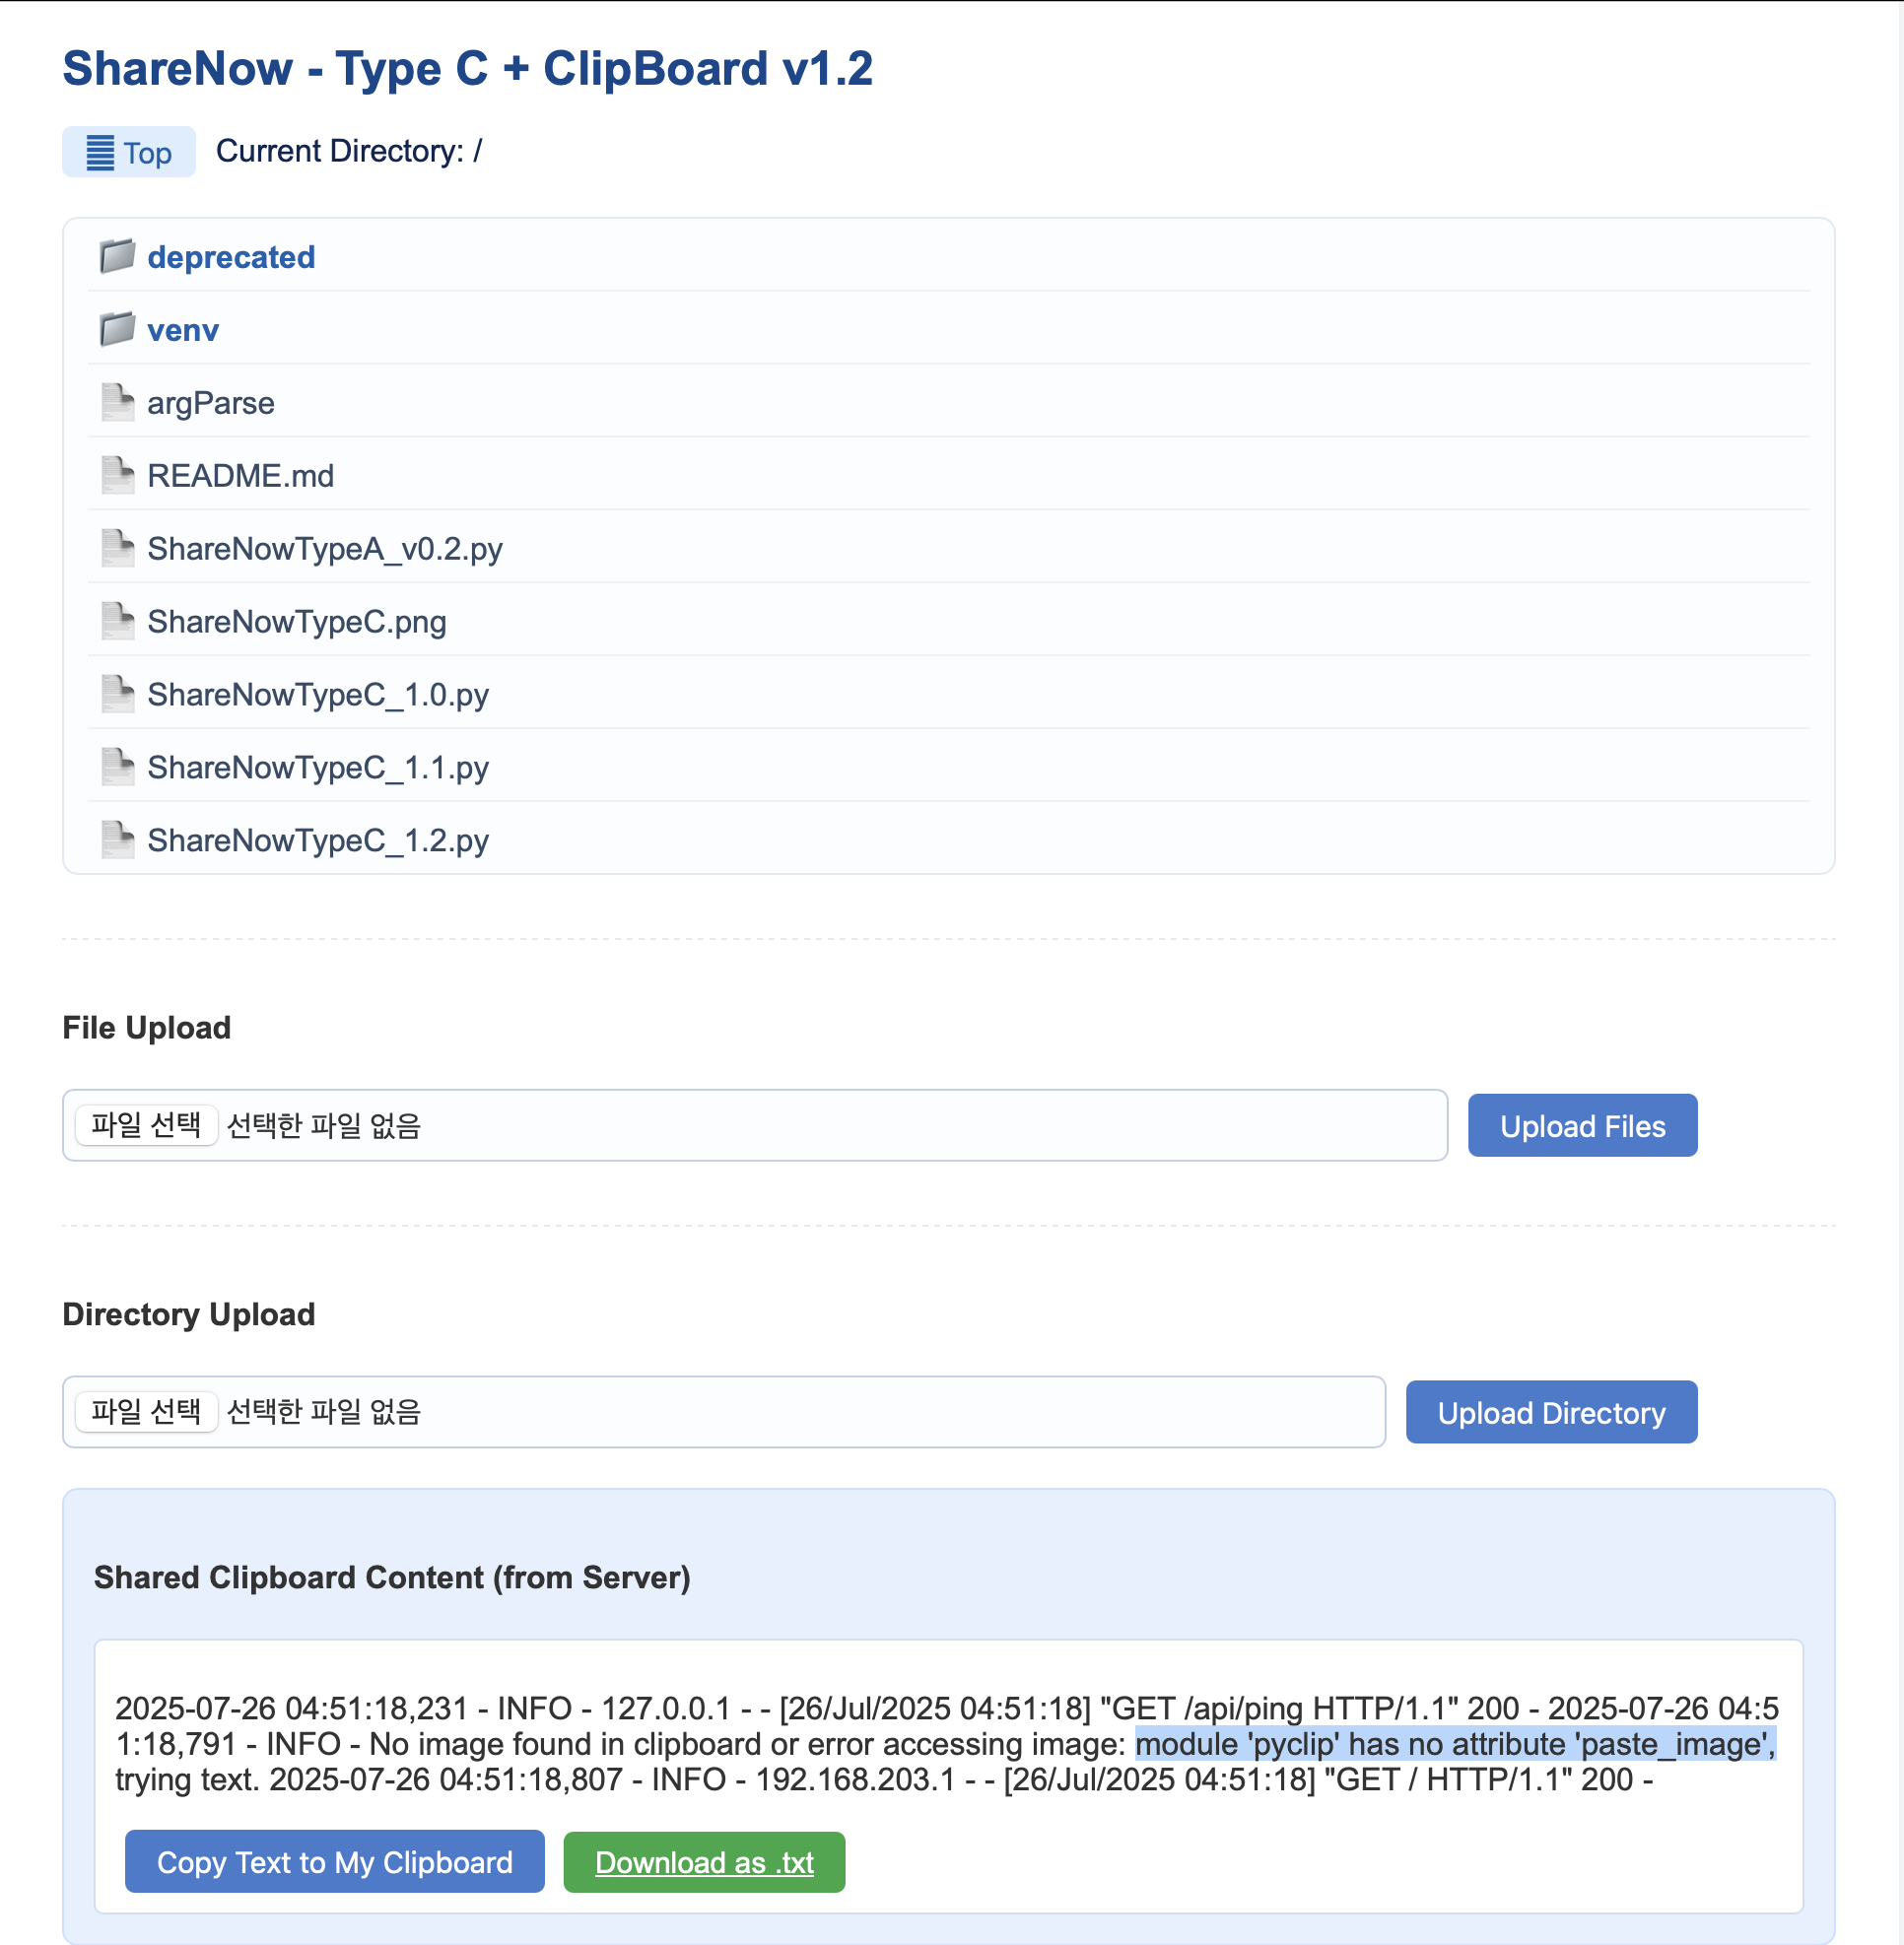 ShareNow - Type C + ClipBoard v1.2
Top Current Directory: /
deprecated
venv
argParse
README.md
ShareNowTypeA_v0.2.py
ShareNowTypeC.png
ShareNowTypeC_1.0.py
ShareNowTypeC_1.1.py
ShareNowTypeC_1.2.py
File Upload
파일 선택 선택한 파일 없음 Upload Files
Directory Upload
파일 선택 선택한 파일 없음 Upload Directory
Shared Clipboard Content (from Server)
2025-07-26 04:51:18,231 - INFO - 127.0.0.1 - - [26/Jul/2025 04:51:18] "GET /api/ping HTTP/1.1" 200 - 2025-07-26 04:5
1:18,791 - INFO - No image found in clipboard or error accessing image: module 'pyclip' has no attribute 'paste_image',
trying text. 2025-07-26 04:51:18,807 - INFO - 192.168.203.1 - - [26/Jul/2025 04:51:18] "GET / HTTP/1.1" 200 -
Copy Text to My Clipboard Download as .txt